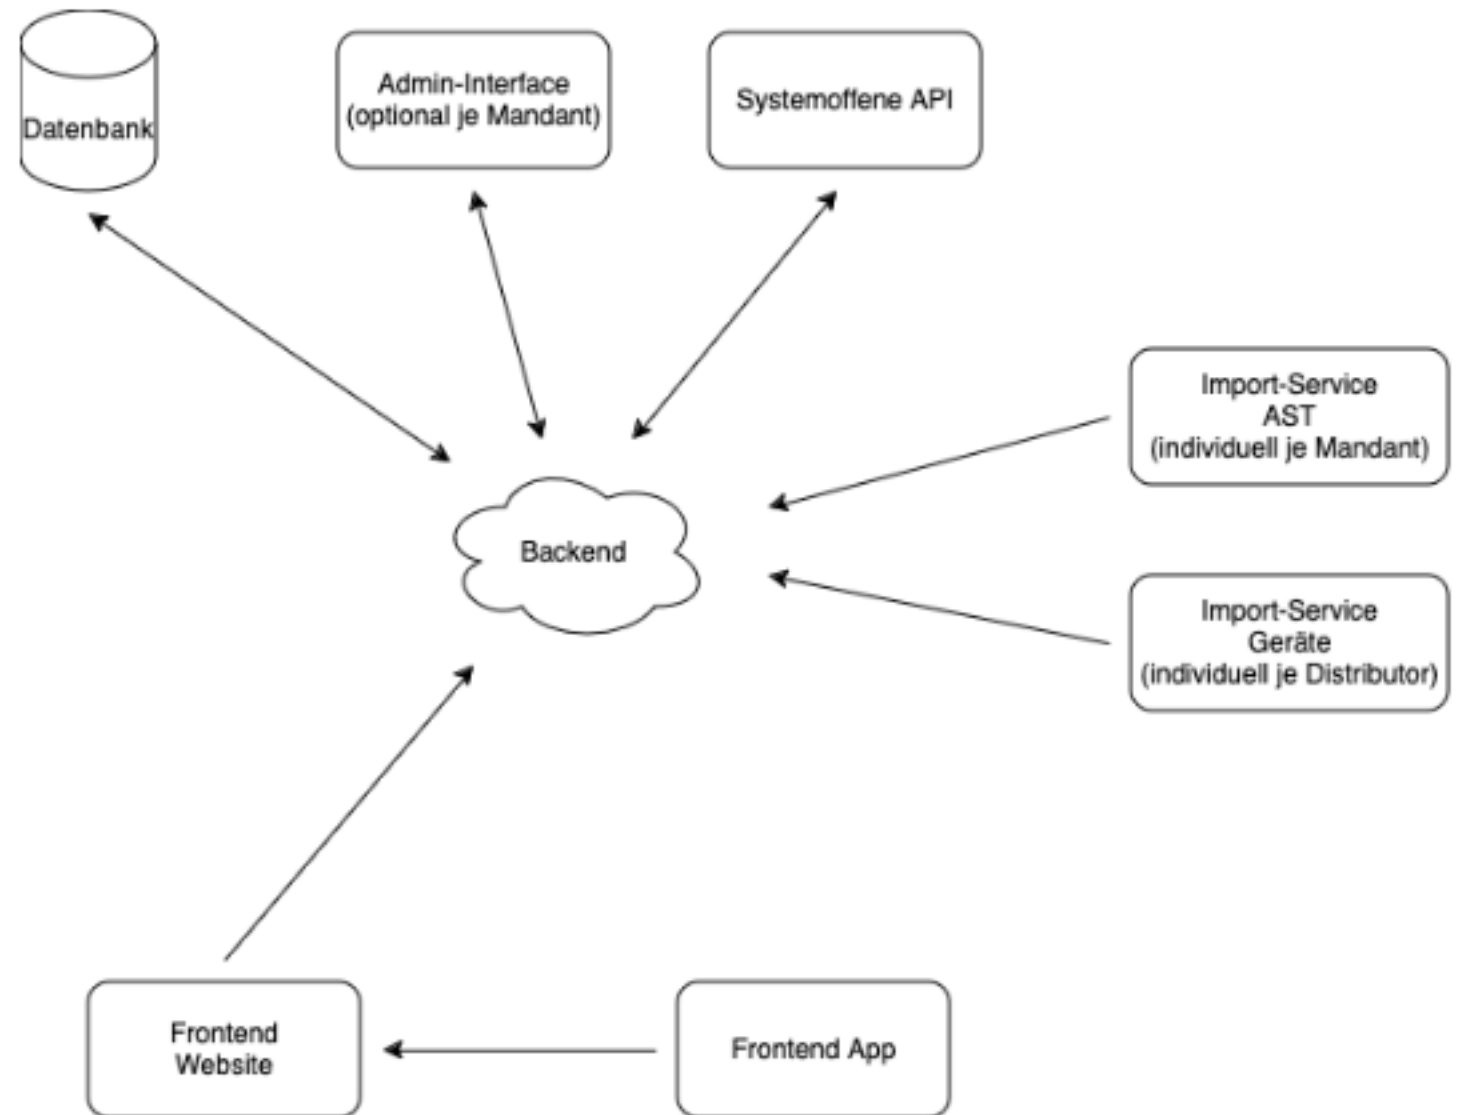 Datenbank
Admin-Interface
(optional je Mandant)
Systemoffene API
Import-Service
AST
(individuell je Mandant)
Backend
Import-Service
Geräte
(individuell je Distributor)
Frontend
Website
Frontend App